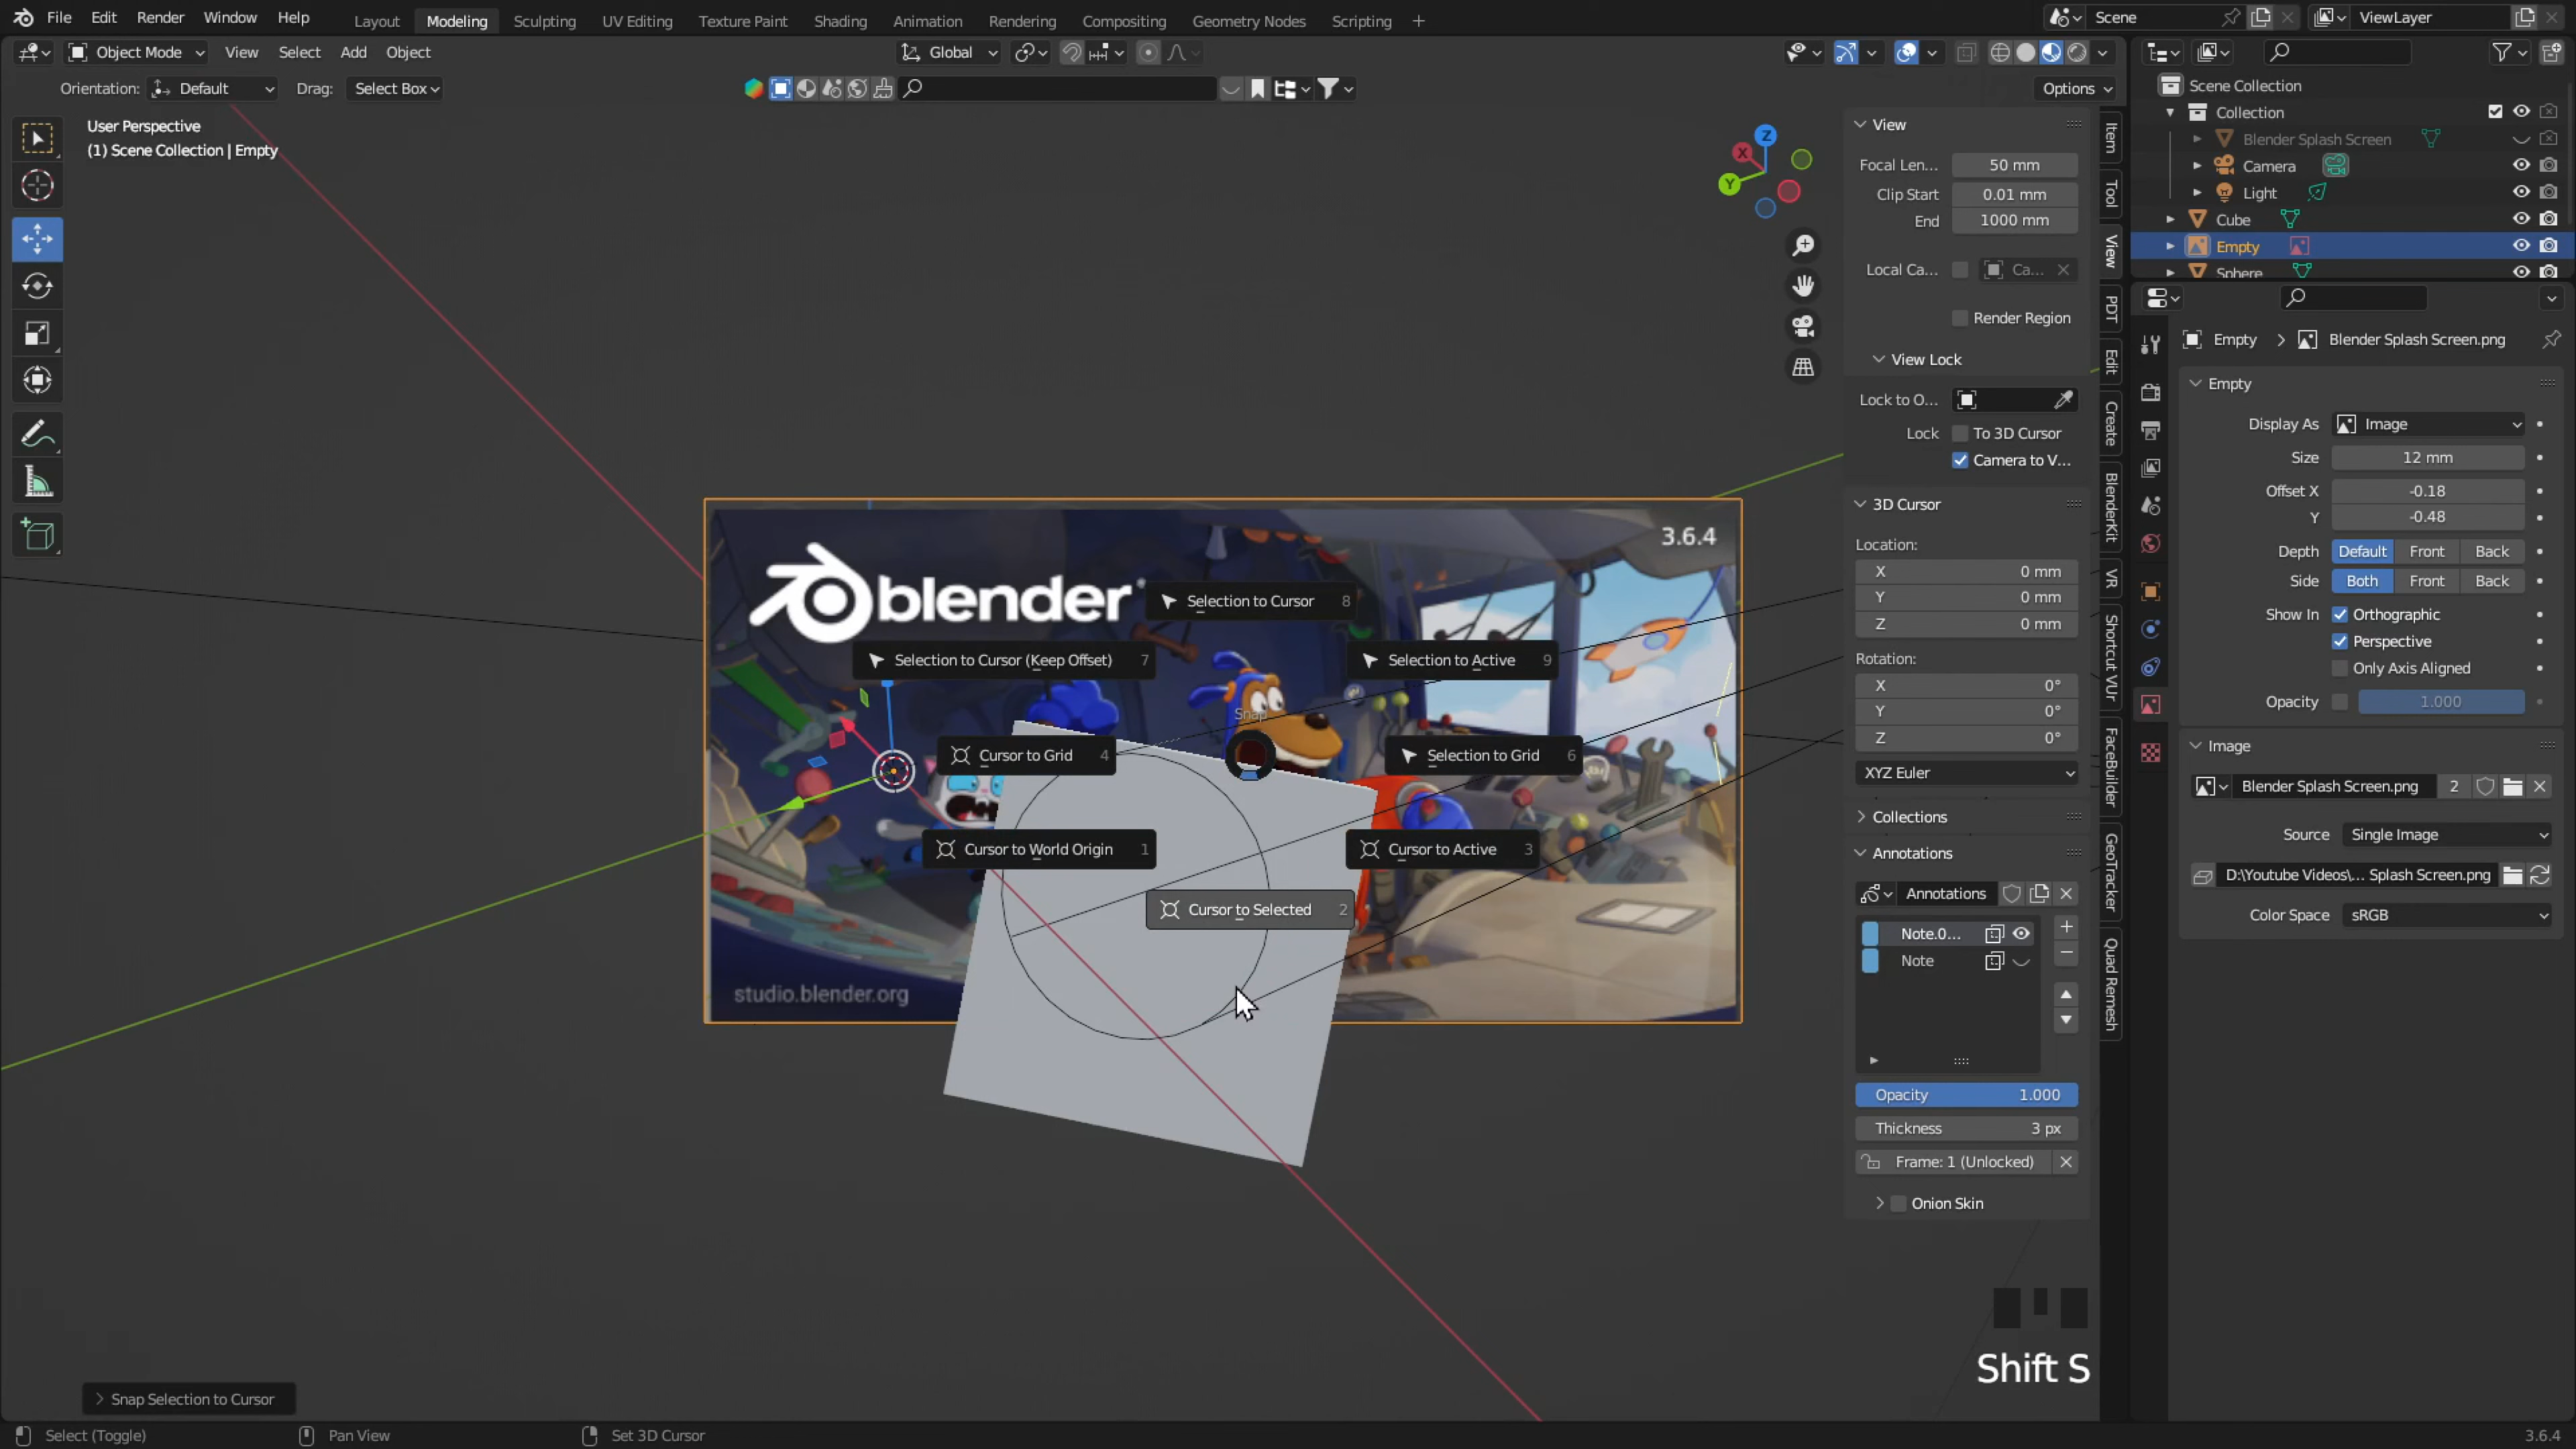 File Edit Render Window Help
Layout Modeling Sculpting UV Editing Texture Paint Shading Animation Rendering Compositing Geometry Nodes Scripting +
Scene
ViewLayer
Object Mode View Select Add Object
Global
Orientation: Default Drag: Select Box
Options
User Perspective
(1) Scene Collection | Empty
X
Y
Z
View
Focal Len... 50 mm
Clip Start 0.01 mm
End 1000 mm
Local Ca... Ca...
Render Region
View Lock
Lock to O...
Lock To 3D Cursor
Camera to V...
3D Cursor
Location:
X 0 mm
Y 0 mm
Z 0 mm
Rotation:
X 0°
Y 0°
Z 0°
XYZ Euler
Collections
Annotations
Annotations
Note.0...
Note
Opacity 1.000
Thickness 3 px
Frame: 1 (Unlocked)
Onion Skin
Item
Tool
View
PDT
Edit
Create
BlenderKit
VR
Shortcut VUr
FaceBuilder
GeoTracker
Quad Remesh
Scene Collection
Collection
Blender Splash Screen
Camera
Light
Cube
Empty
Sphere
Empty > Blender Splash Screen.png
Empty
Display As Image
Size 12 mm
Offset X -0.18
Y -0.48
Depth Default Front Back
Side Both Front Back
Show In Orthographic
Perspective
Only Axis Aligned
Opacity 1.000
Image
Blender Splash Screen.png 2
Source Single Image
D:\Youtube Videos\... Splash Screen.png
Color Space sRGB
3.6.4
blender
Selection to Cursor 8
Selection to Cursor (Keep Offset) 7
Selection to Active 9
Snap
Cursor to Grid 4
Selection to Grid 6
Cursor to World Origin 1
Cursor to Active 3
Cursor to Selected 2
studio.blender.org
Shift S
Snap Selection to Cursor
Select (Toggle) Pan View Set 3D Cursor
3.6.4